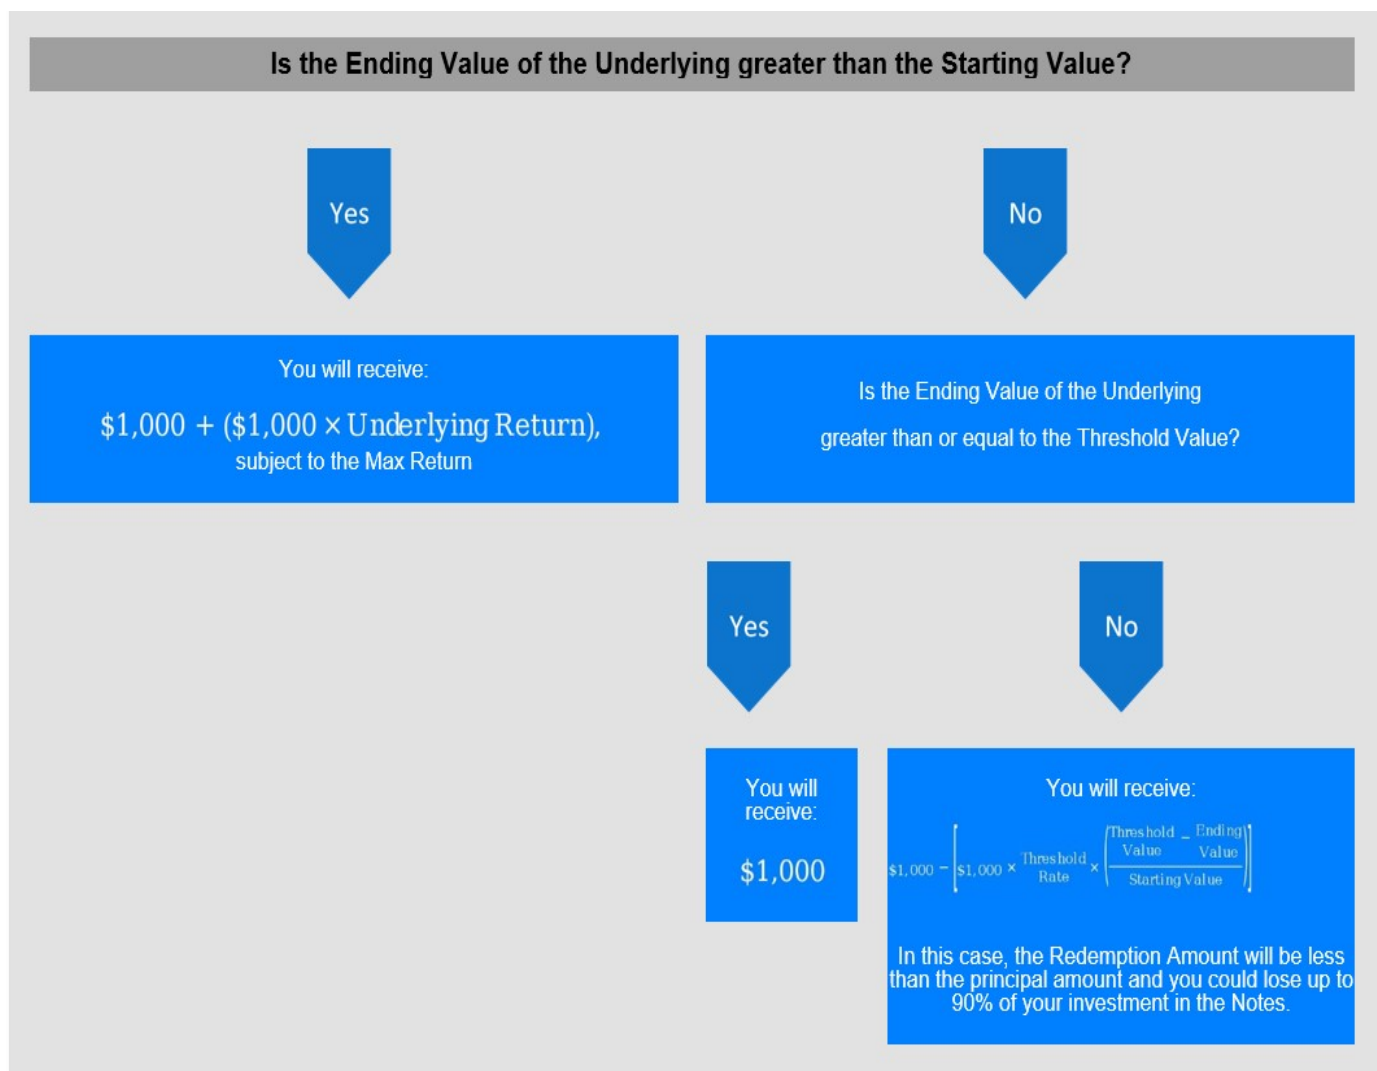 Is the Ending Value of the Underlying greater than the Starting Value?
Yes
No
You will receive:
$1,000 + ($1,000 × Underlying Return),
subject to the Max Return
Is the Ending Value of the Underlying
greater than or equal to the Threshold Value?
Yes
No
You will
receive:
$1,000
You will receive:
$1,000 − [$1,000 × Threshold Rate × ((Threshold Value − Ending Value) / Starting Value)]
In this case, the Redemption Amount will be less
than the principal amount and you could lose up to
90% of your investment in the Notes.